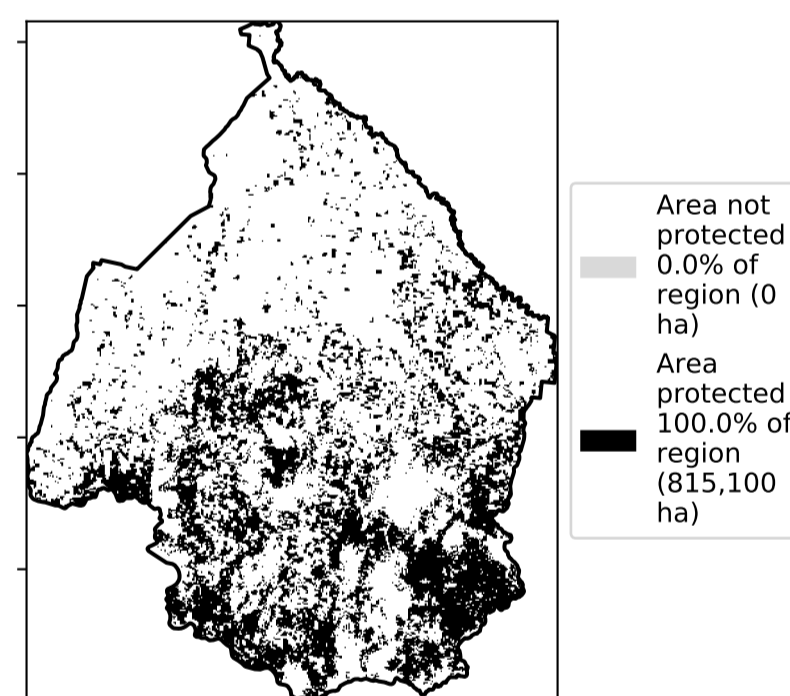 Area not
protected
0.0% of
region (0
ha)
Area
protected
100.0% of
region
(815,100
ha)